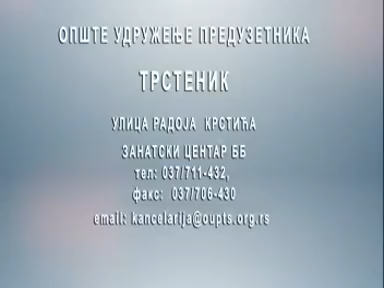 ОПШТЕ УДРУЖЕЊЕ ПРЕДУЗЕТНИКА
ТРСТЕНИК
УЛИЦА РАДОЈА КРСТИЋА
ЗАНАТСКИ ЦЕНТАР ББ
тел: 037/711-432,
факс: 037/706-430
email: kancelarija@oupts.org.rs